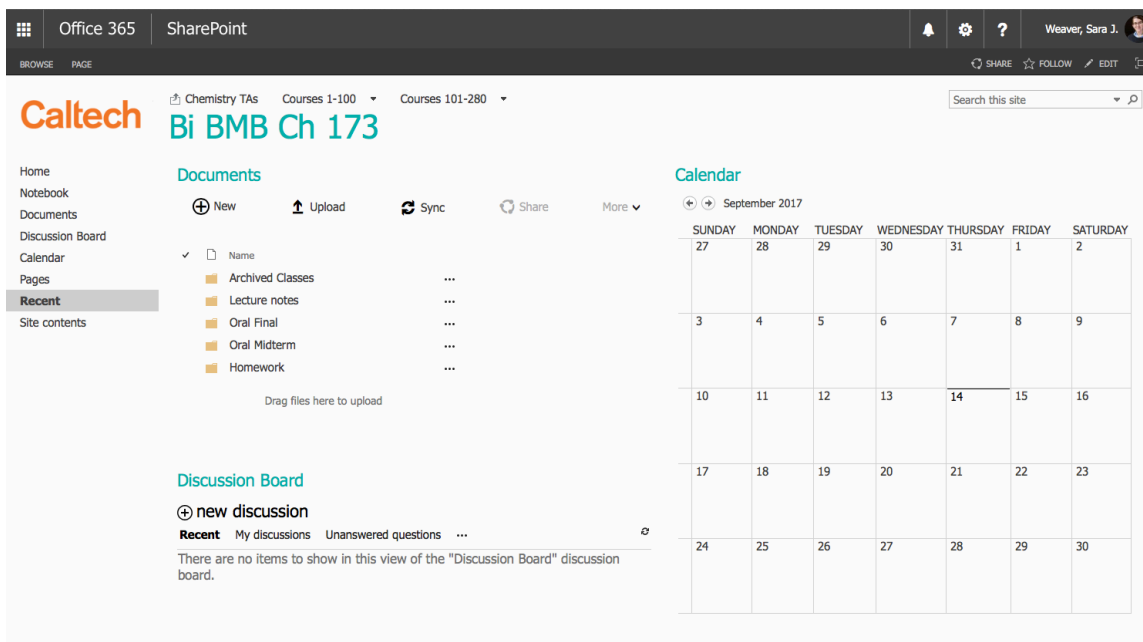 Office 365 SharePoint Weaver, Sara J.
BROWSE PAGE SHARE FOLLOW EDIT
Caltech
Chemistry TAs Courses 1-100 Courses 101-280
Search this site
Bi BMB Ch 173
Home
Notebook
Documents
Discussion Board
Calendar
Pages
Recent
Site contents
Documents
New Upload Sync Share More
Name
Archived Classes ...
Lecture notes ...
Oral Final ...
Oral Midterm ...
Homework ...
Drag files here to upload
Discussion Board
new discussion
Recent My discussions Unanswered questions ...
There are no items to show in this view of the "Discussion Board" discussion
board.
Calendar
September 2017
SUNDAY MONDAY TUESDAY WEDNESDAY THURSDAY FRIDAY SATURDAY
27 28 29 30 31 1 2
3 4 5 6 7 8 9
10 11 12 13 14 15 16
17 18 19 20 21 22 23
24 25 26 27 28 29 30